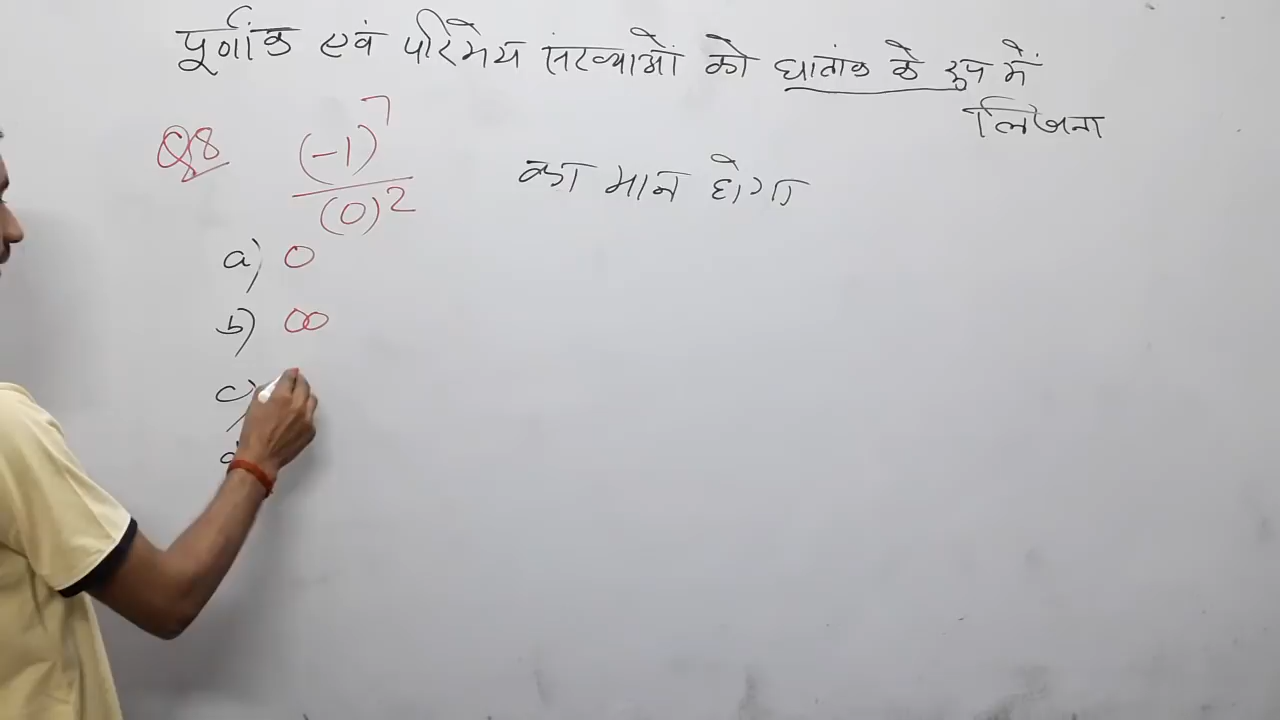 पूर्णांक एवं परिमेय संख्याओं को घातांक के रूप में
लिखना
Q8 (-1)^7 / (0)^2 का मान होगा
a) 0
b) ∞
c)
d